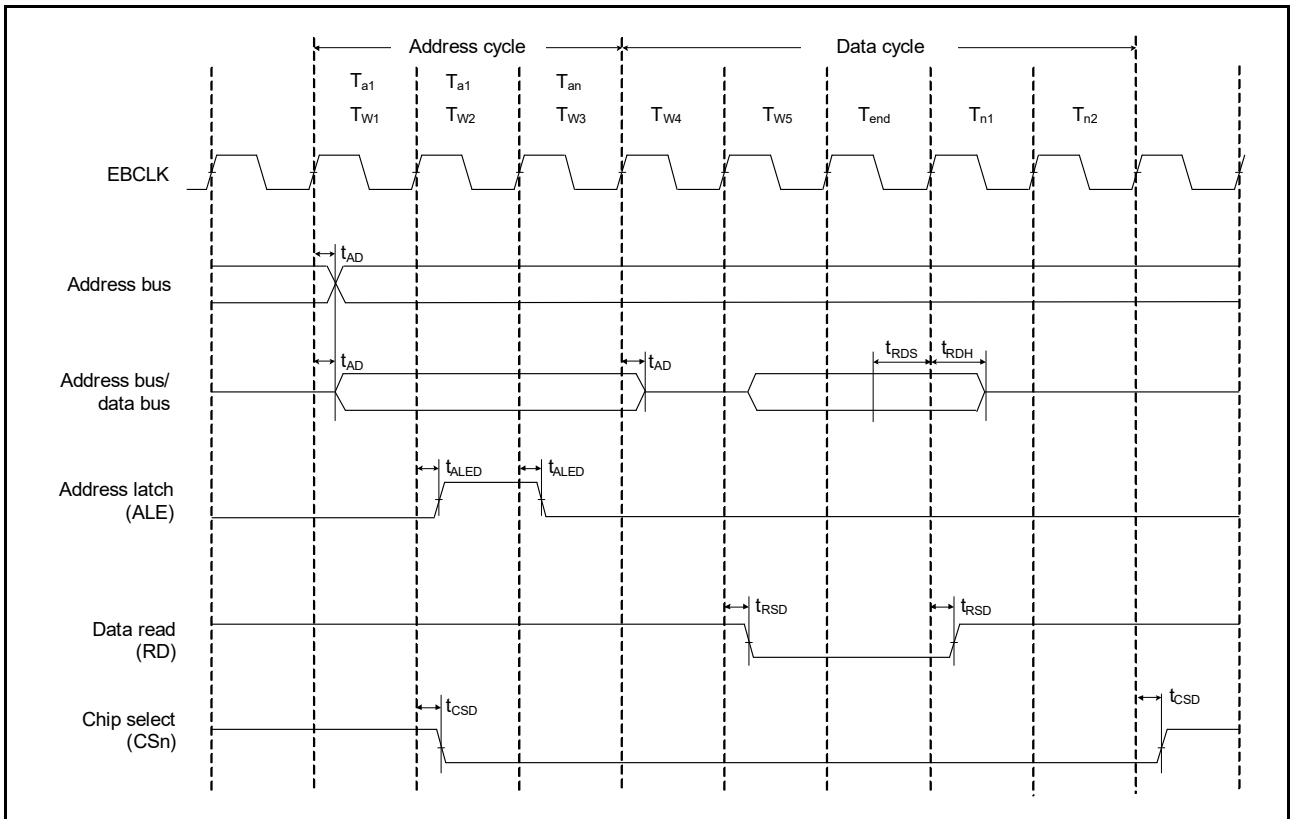 Address cycle Data cycle
Ta1 Ta1 Tan
TW1 TW2 TW3 TW4 TW5 Tend Tn1 Tn2
EBCLK
tAD
Address bus
tAD tAD tRDS tRDH
Address bus/
data bus
tALED tALED
Address latch
(ALE)
tRSD tRSD
Data read
(RD)
tCSD tCSD
Chip select
(CSn)